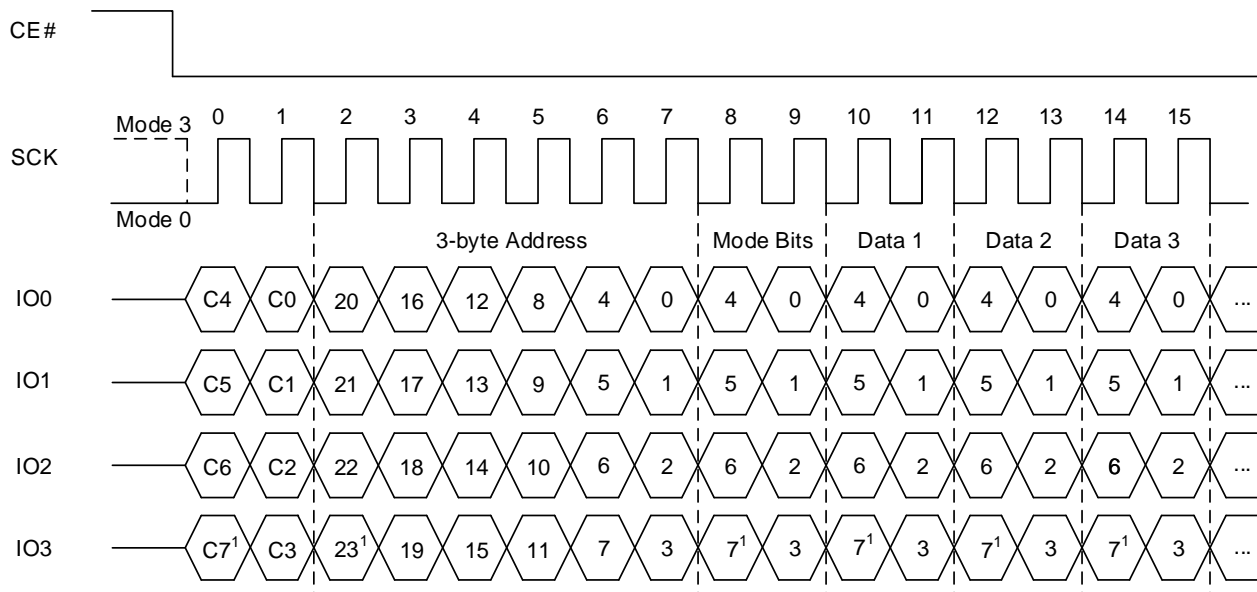 CE#
0 1 2 3 4 5 6 7 8 9 10 11 12 13 14 15
Mode 3
SCK
Mode 0
3-byte Address Mode Bits Data 1 Data 2 Data 3
IO0 C4 C0 20 16 12 8 4 0 4 0 4 0 4 0 4 0 ...
IO1 C5 C1 21 17 13 9 5 1 5 1 5 1 5 1 5 1 ...
IO2 C6 C2 22 18 14 10 6 2 6 2 6 2 6 2 6 2 ...
IO3 C7¹ C3 23¹ 19 15 11 7 3 7¹ 3 7¹ 3 7¹ 3 7¹ 3 ...